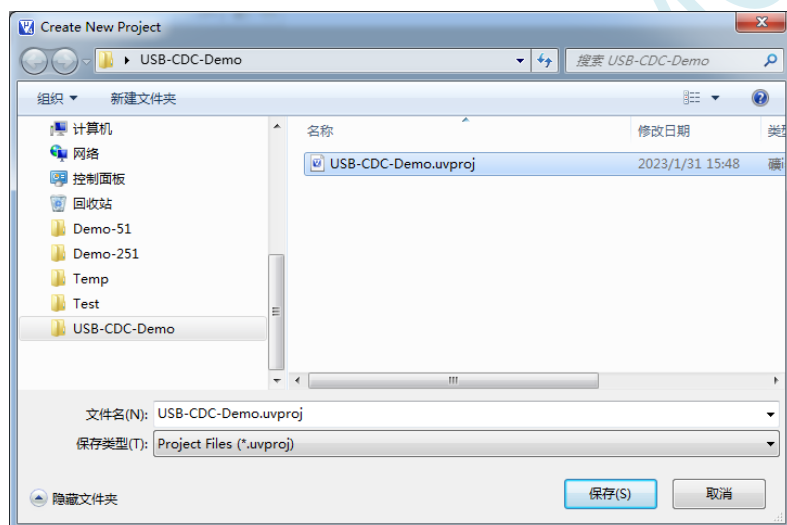 Create New Project
USB-CDC-Demo
搜索 USB-CDC-Demo
组织
新建文件夹
计算机
网络
控制面板
回收站
Demo-51
Demo-251
Temp
Test
USB-CDC-Demo
名称
修改日期
类型
USB-CDC-Demo.uvproj
2023/1/31 15:48
文件名(N):
USB-CDC-Demo.uvproj
保存类型(T):
Project Files (*.uvproj)
隐藏文件夹
保存(S)
取消